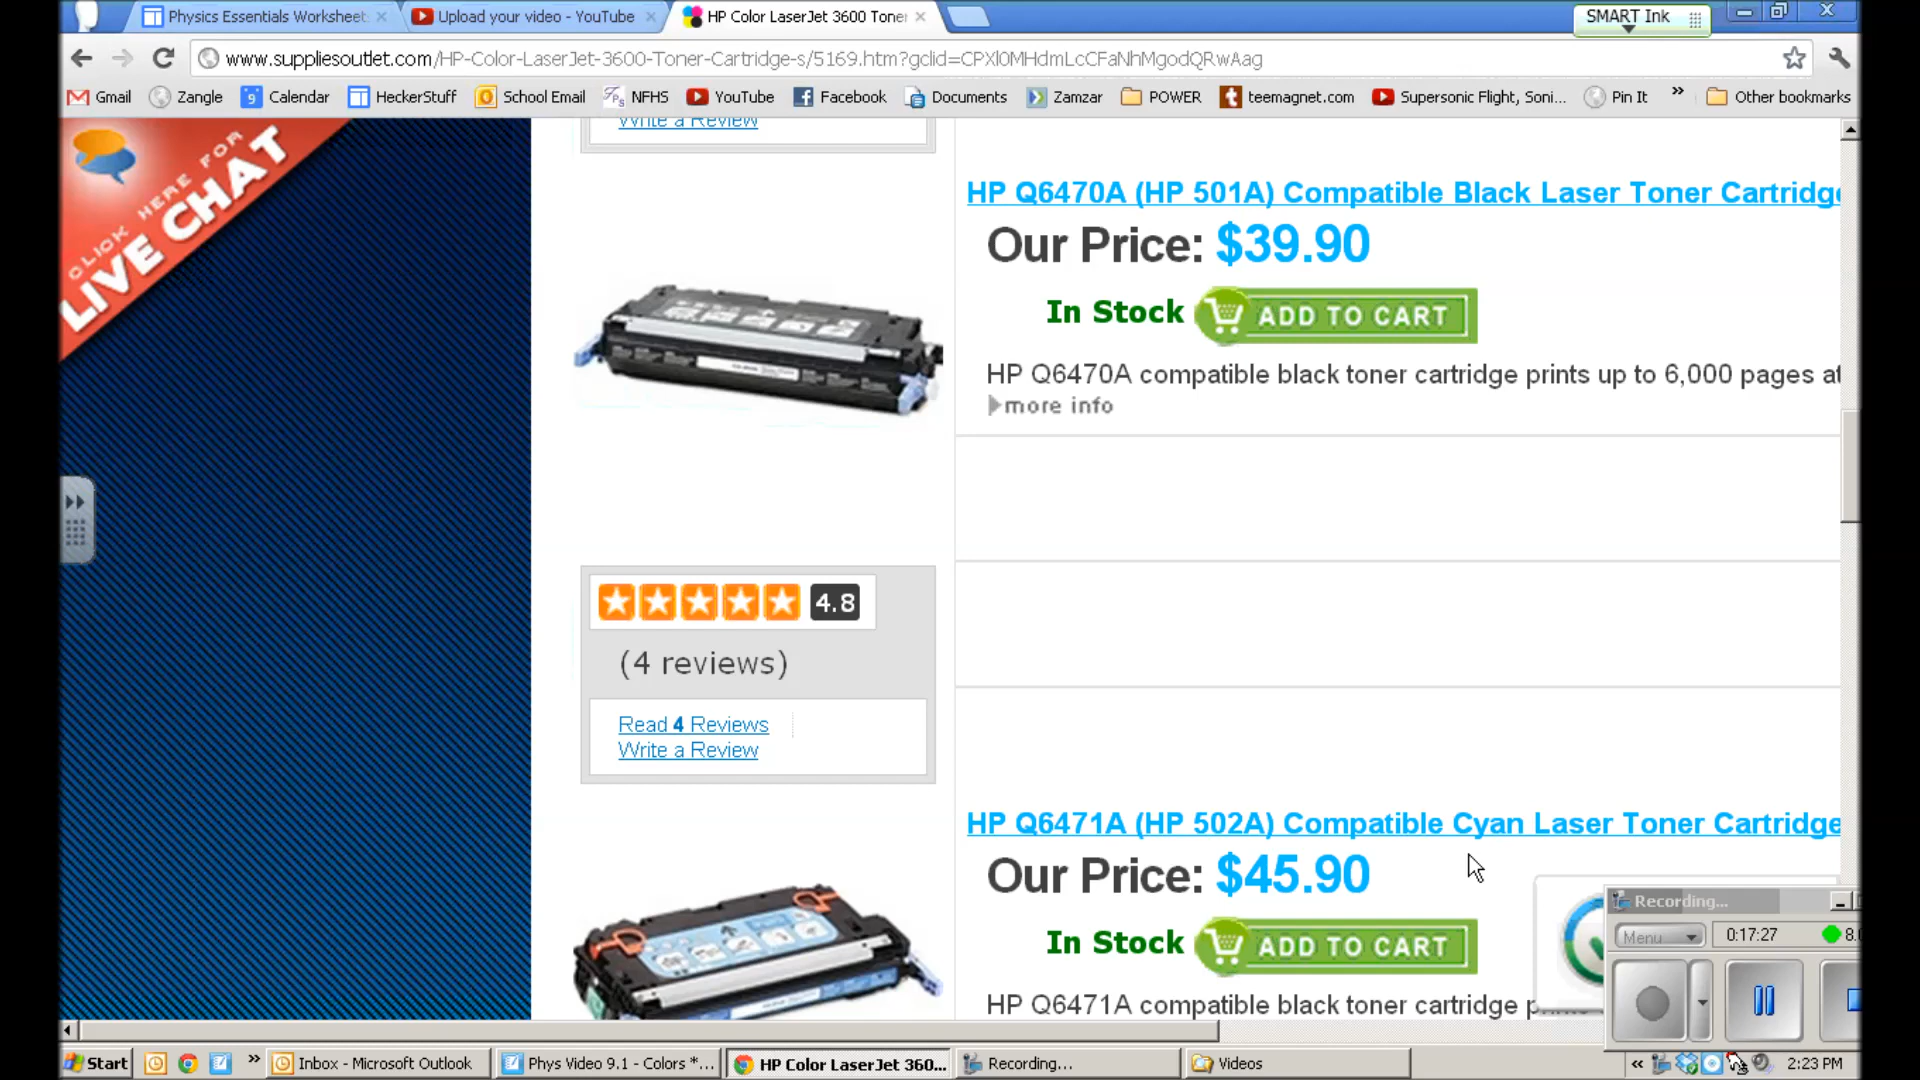 Physics Essentials Worksheet
Upload your video - YouTube
HP Color LaserJet 3600 Toner
SMART Ink
www.suppliesoutlet.com/HP-Color-LaserJet-3600-Toner-Cartridge-s/5169.htm?gclid=CPXl0MHdmLcCFaNhMgodQRwAag
Gmail
Zangle
Calendar
HeckerStuff
School Email
NFHS
YouTube
Facebook
Documents
Zamzar
POWER
teemagnet.com
Supersonic Flight, Soni...
Pin It
»
Other bookmarks
CLICK HERE FOR
LIVE CHAT
Write a Review
HP Q6470A (HP 501A) Compatible Black Laser Toner Cartridge
Our Price: $39.90
In Stock
ADD TO CART
HP Q6470A compatible black toner cartridge prints up to 6,000 pages at
more info
4.8
(4 reviews)
Read 4 Reviews
Write a Review
HP Q6471A (HP 502A) Compatible Cyan Laser Toner Cartridge
Our Price: $45.90
In Stock
ADD TO CART
HP Q6471A compatible black toner cartridge
Recording...
Menu
0:17:27
8.0
Start
»
Inbox - Microsoft Outlook
Phys Video 9.1 - Colors *...
HP Color LaserJet 360...
Recording...
Videos
«
2:23 PM